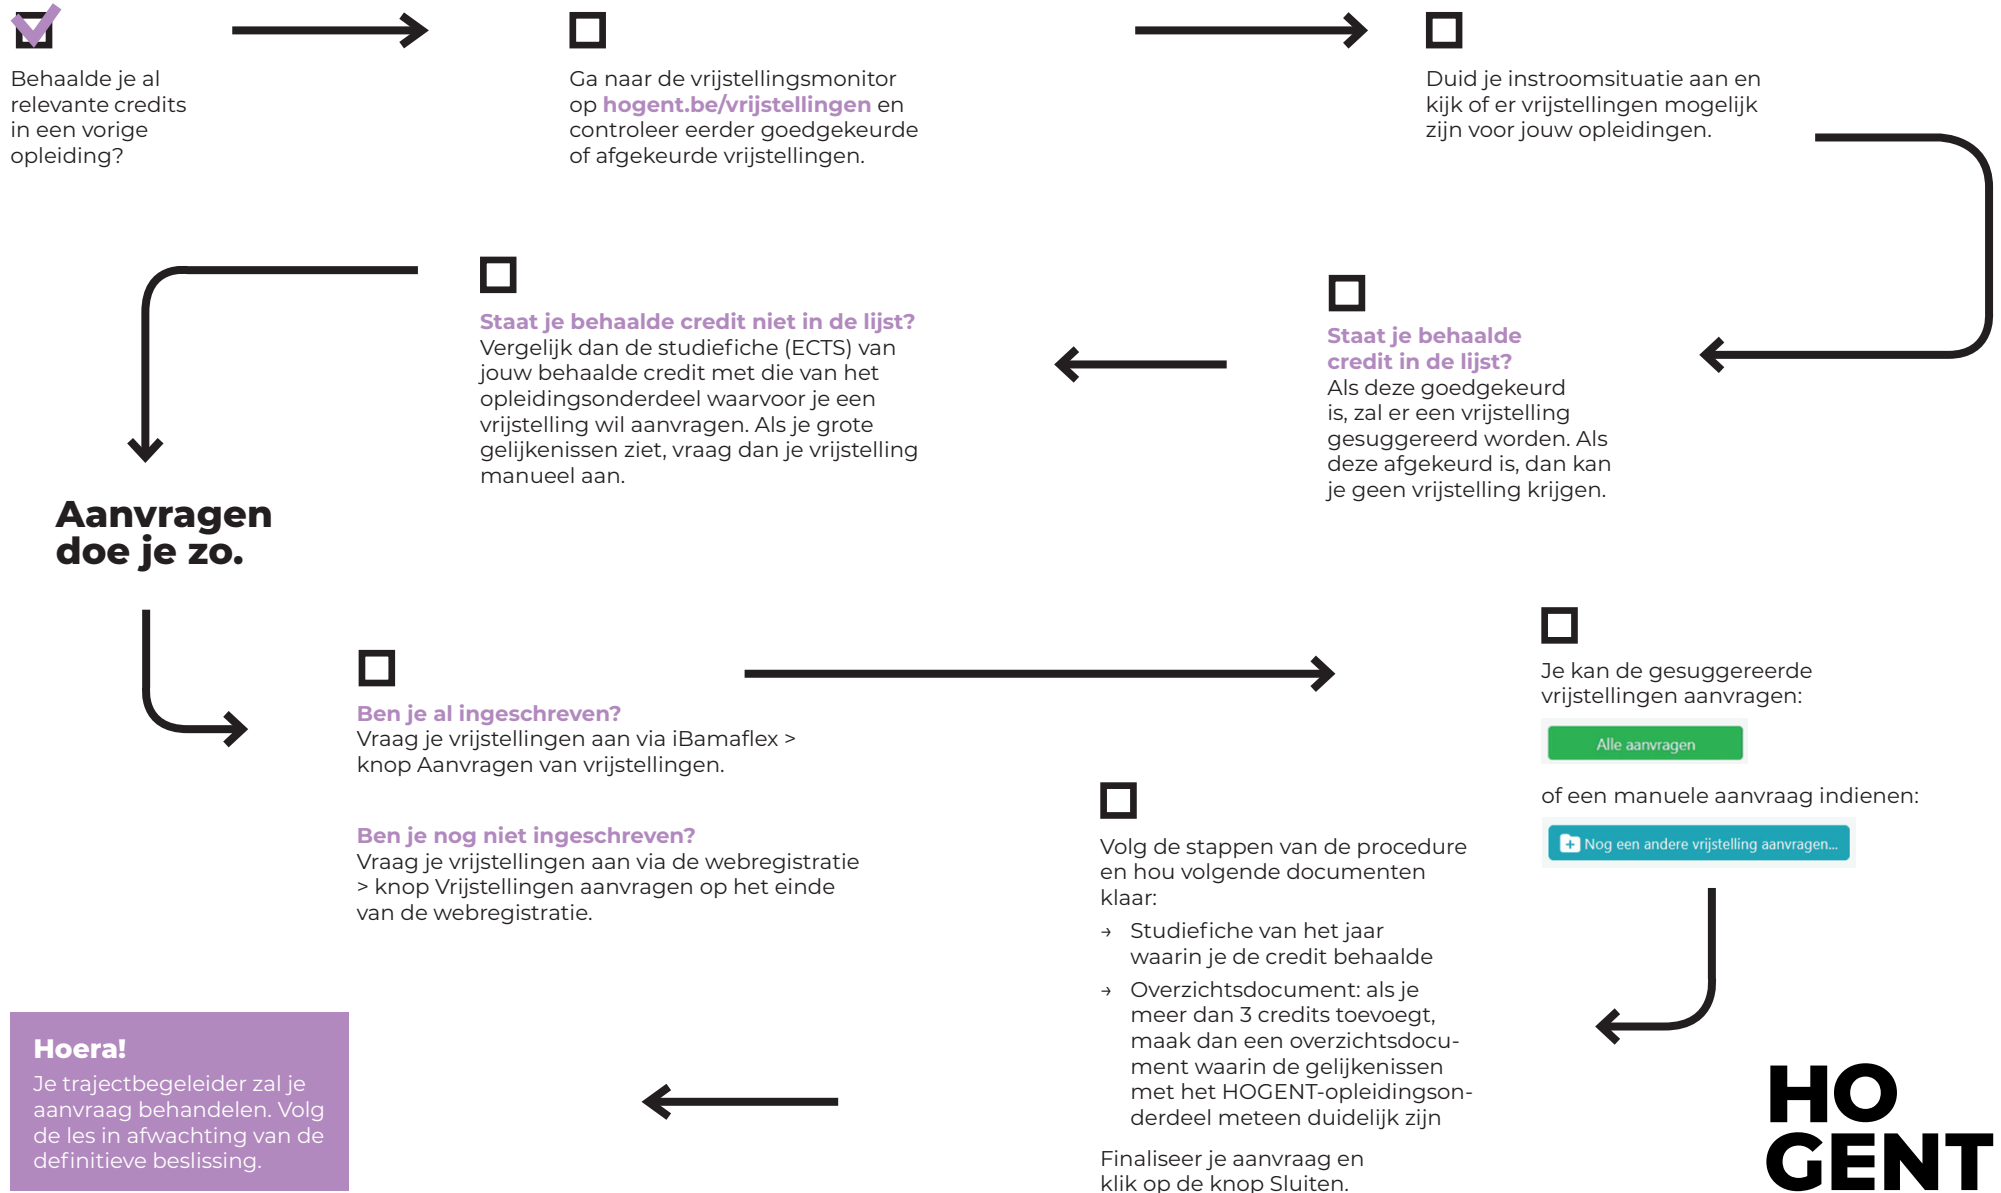 Behaalde je al
relevante credits
in een vorige
opleiding?
Ga naar de vrijstellingsmonitor
op hogent.be/vrijstellingen en
controleer eerder goedgekeurde
of afgekeurde vrijstellingen.
Duid je instroomsituatie aan en
kijk of er vrijstellingen mogelijk
zijn voor jouw opleidingen.
Staat je behaalde
credit in de lijst?
Als deze goedgekeurd
is, zal er een vrijstelling
gesuggereerd worden. Als
deze afgekeurd is, dan kan
je geen vrijstelling krijgen.
Staat je behaalde credit niet in de lijst?
Vergelijk dan de studiefiche (ECTS) van
jouw behaalde credit met die van het
opleidingsonderdeel waarvoor je een
vrijstelling wil aanvragen. Als je grote
gelijkenissen ziet, vraag dan je vrijstelling
manueel aan.
Aanvragen
doe je zo.
Ben je al ingeschreven?
Vraag je vrijstellingen aan via iBamaflex >
knop Aanvragen van vrijstellingen.
Ben je nog niet ingeschreven?
Vraag je vrijstellingen aan via de webregistratie
> knop Vrijstellingen aanvragen op het einde
van de webregistratie.
Je kan de gesuggereerde
vrijstellingen aanvragen:
Alle aanvragen
of een manuele aanvraag indienen:
Nog een andere vrijstelling aanvragen...
Volg de stappen van de procedure
en hou volgende documenten
klaar:
→ Studiefiche van het jaar
waarin je de credit behaalde
→ Overzichtsdocument: als je
meer dan 3 credits toevoegt,
maak dan een overzichtsdocu-
ment waarin de gelijkenissen
met het HOGENT-opleidingson-
derdeel meteen duidelijk zijn
Finaliseer je aanvraag en
klik op de knop Sluiten.
Hoera!
Je trajectbegeleider zal je
aanvraag behandelen. Volg
de les in afwachting van de
definitieve beslissing.
HO
GENT